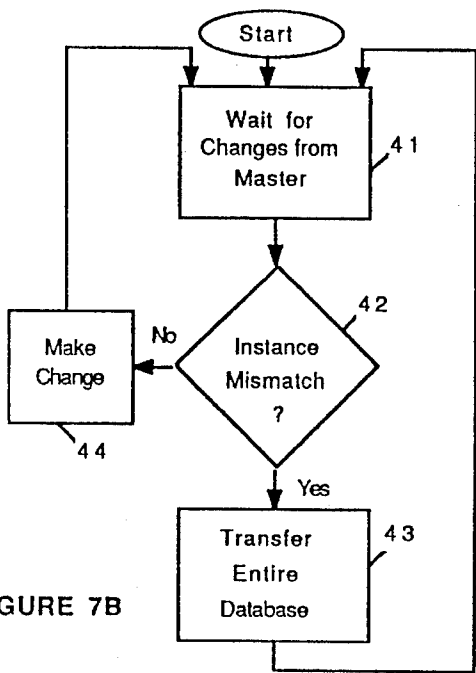 Start
Wait for
Changes from
Master
41
42
Instance
Mismatch
?
No
Make
Change
44
Yes
Transfer
Entire
Database
43
GURE 7B